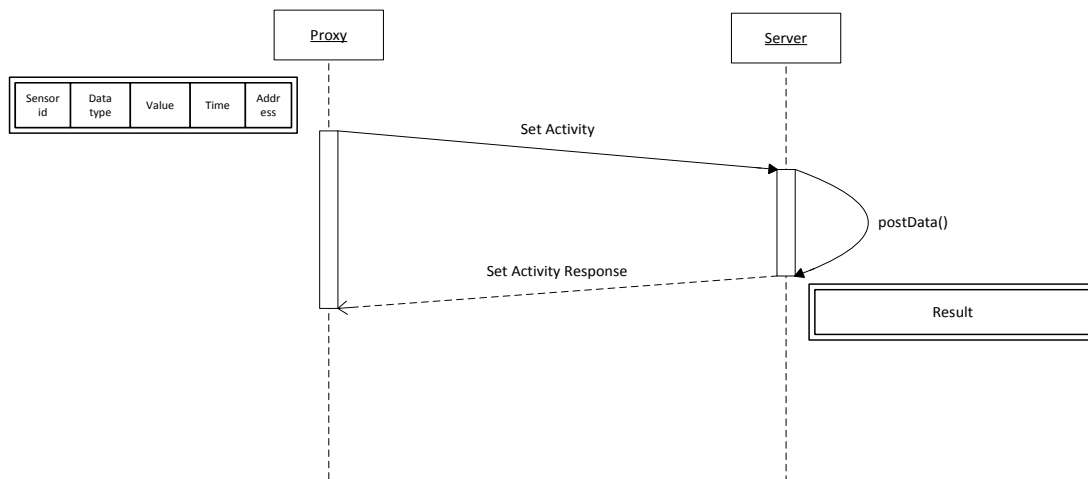 Proxy
Server
Sensor
id
Data
type
Value
Time
Addr
ess
Set Activity
postData()
Set Activity Response
Result